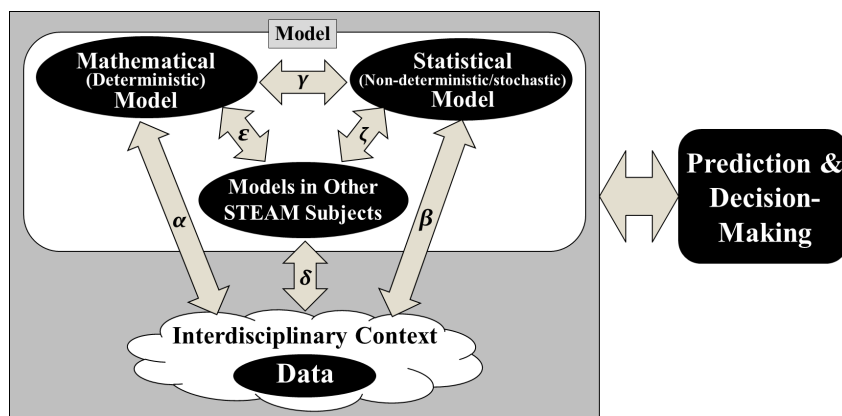 Model
Mathematical
(Deterministic)
Model
Statistical
(Non-deterministic/stochastic)
Model
γ
ε
ζ
Models in Other
STEAM Subjects
α
β
δ
Interdisciplinary Context
Data
Prediction &
Decision-
Making